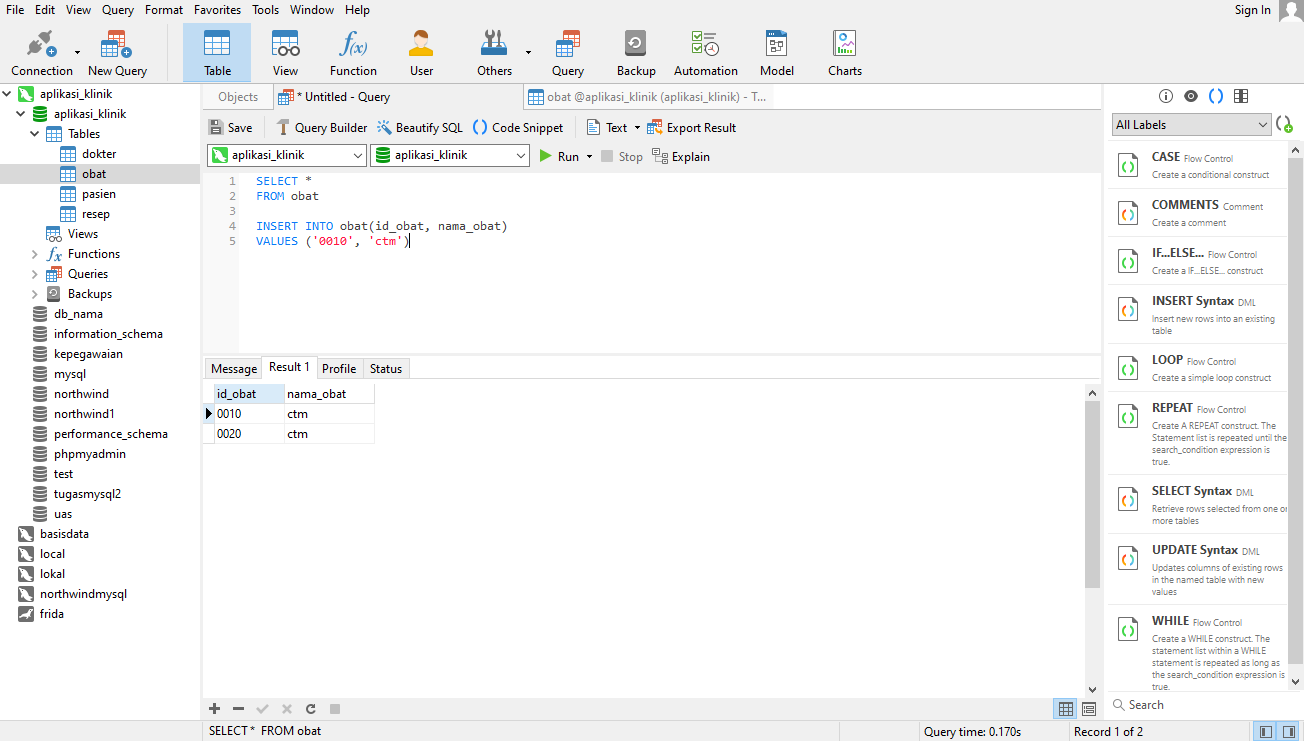 File Edit View Query Format Favorites Tools Window Help Sign In
Connection New Query Table View Function User Others Query Backup Automation Model Charts
aplikasi_klinik
aplikasi_klinik
Tables
dokter
obat
pasien
resep
Views
Functions
Queries
Backups
db_nama
information_schema
kepegawaian
mysql
northwind
northwind1
performance_schema
phpmyadmin
test
tugasmysql2
uas
basisdata
local
lokal
northwindmysql
frida
Objects * Untitled - Query obat @aplikasi_klinik (aplikasi_klinik) - T...
Save Query Builder Beautify SQL () Code Snippet Text Export Result
aplikasi_klinik aplikasi_klinik Run Stop Explain
1 SELECT *
2 FROM obat
3
4 INSERT INTO obat(id_obat, nama_obat)
5 VALUES ('0010', 'ctm')
Message Result 1 Profile Status
id_obat nama_obat
0010 ctm
0020 ctm
SELECT * FROM obat Query time: 0.170s Record 1 of 2
All Labels
CASE Flow Control
Create a conditional construct
COMMENTS Comment
Create a comment
IF...ELSE... Flow Control
Create a IF...ELSE... construct
INSERT Syntax DML
Insert new rows into an existing
table
LOOP Flow Control
Create a simple loop construct
REPEAT Flow Control
Create A REPEAT construct. The
Statement list is repeated until the
search_condition expression is
true.
SELECT Syntax DML
Retrieve rows selected from one or
more tables
UPDATE Syntax DML
Updates columns of existing rows
in the named table with new
values
WHILE Flow Control
Create a WHILE construct. The
statement list within a WHILE
statement is repeated as long as
the search_condition expression is
true.
Search